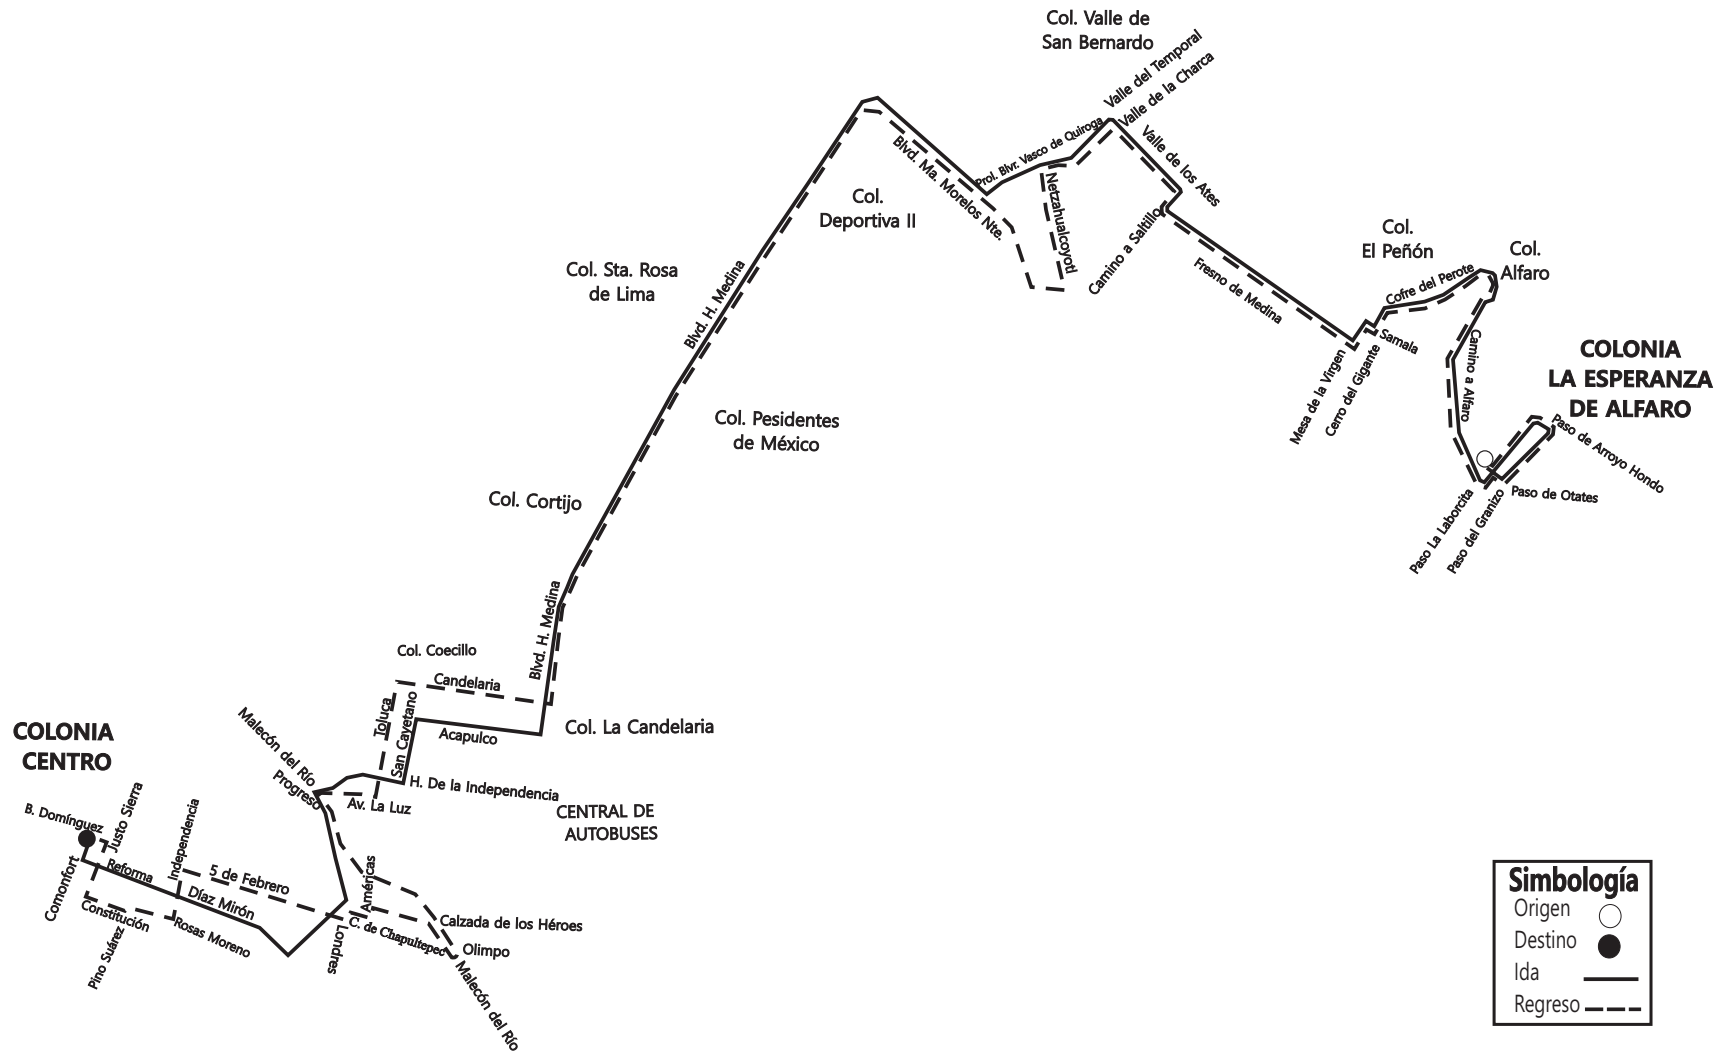 Col. Valle de
San Bernardo
Valle del Temporal
Valle de la Charca
Prol. Blvr. Vasco de Quiroga
Valle de los Ates
Blvd. Ma. Morelos Nte.
Netzahualcoyotl
Camino a Saltillo
Col.
Deportiva II
Col.
El Peñón
Col.
Alfaro
Col. Sta. Rosa
de Lima
Blvd. H. Medina
Fresno de Medina
Cofre del Perote
Samala
Mesa de la Virgen
Cerro del Gigante
Camino a Alfaro
COLONIA
LA ESPERANZA
DE ALFARO
Col. Pesidentes
de México
Paso de Arroyo Hondo
Col. Cortijo
Paso de Otates
Paso La Laborcita
Paso del Granizo
Blvd. H. Medina
Col. Coecillo
Candelaria
Toluca
San Cayetano
Acapulco
Col. La Candelaria
Malecón del Río
Progreso
COLONIA
CENTRO
H. De la Independencia
Av. La Luz
CENTRAL DE
AUTOBUSES
B. Domínguez
Justo Sierra
Independencia
Reforma
5 de Febrero
Díaz Mirón
Américas
Comonfort
Constitución
Pino Suárez
Rosas Moreno
Londres
C. de Chapultepec
Calzada de los Héroes
Olimpo
Malecón del Río
Simbología
Origen
Destino
Ida
Regreso